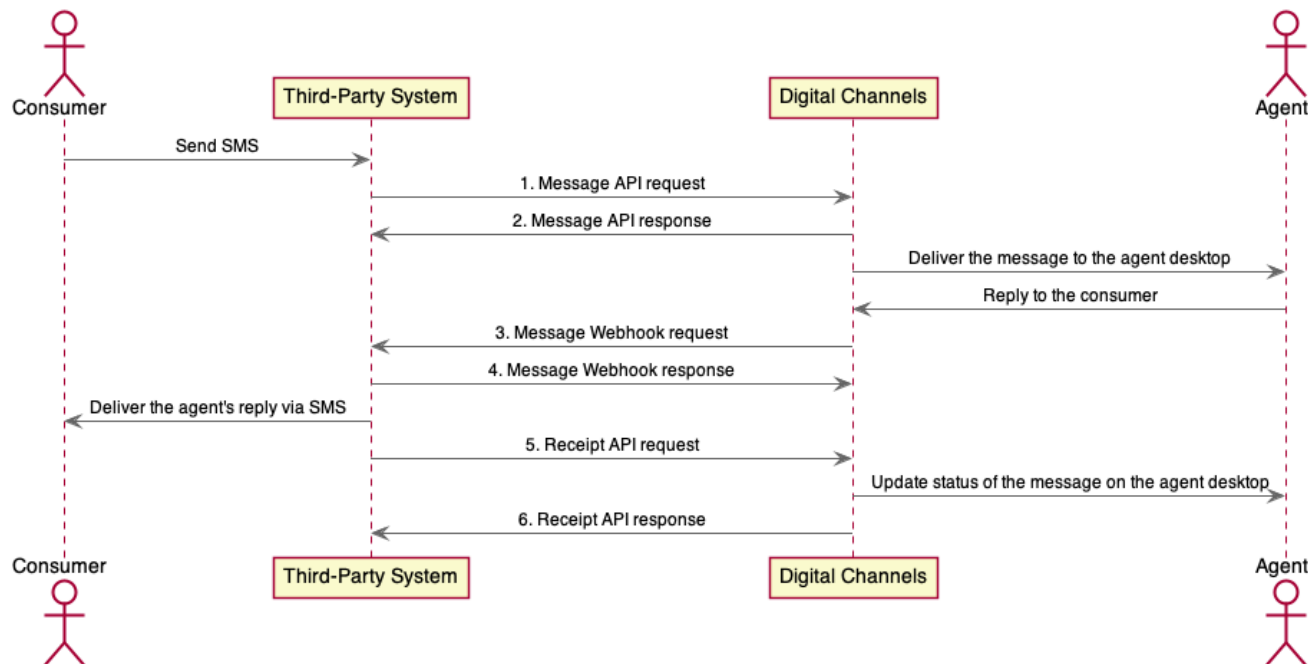 Consumer
Third-Party System
Digital Channels
Agent
Send SMS
1. Message API request
2. Message API response
Deliver the message to the agent desktop
Reply to the consumer
3. Message Webhook request
4. Message Webhook response
Deliver the agent's reply via SMS
5. Receipt API request
Update status of the message on the agent desktop
6. Receipt API response
Consumer
Third-Party System
Digital Channels
Agent